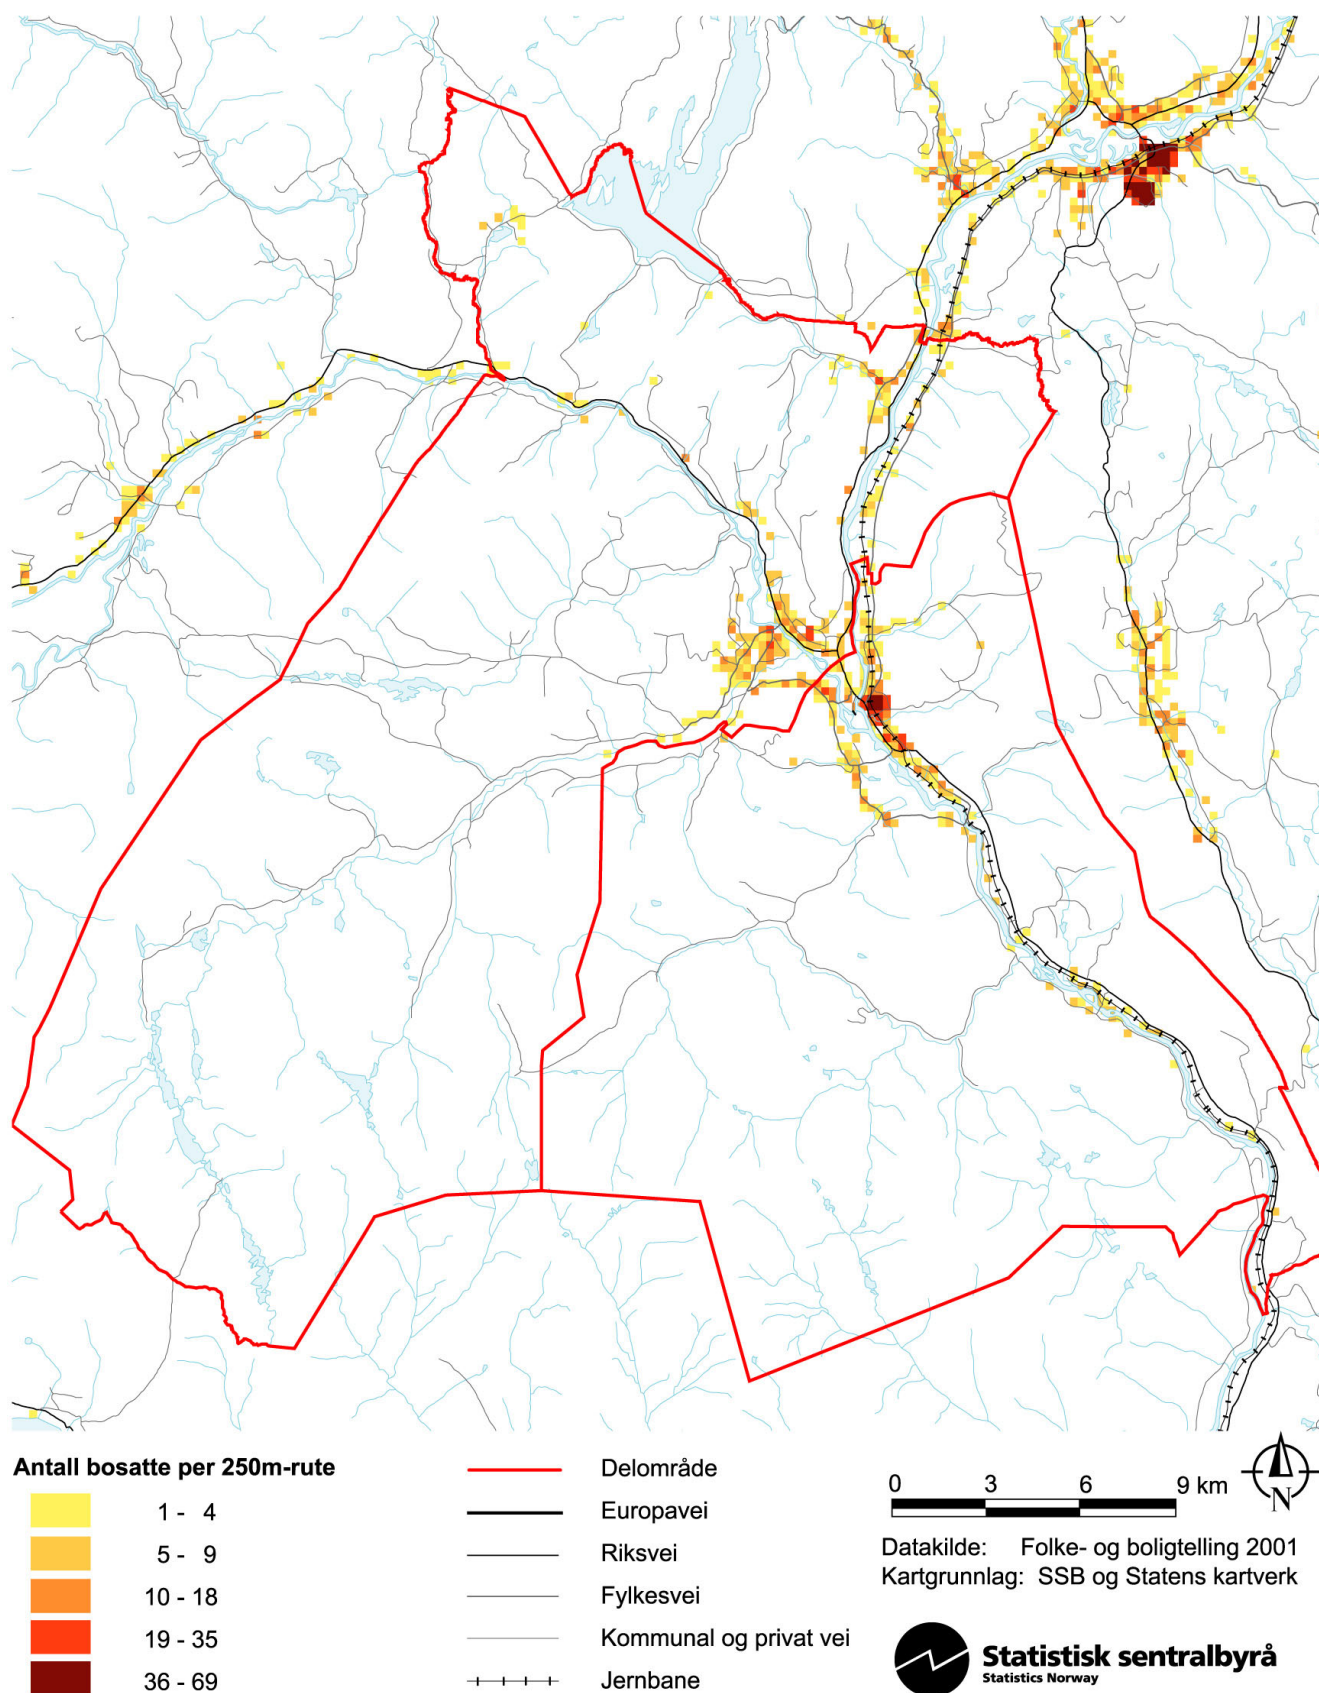 Antall bosatte per 250m-rute
1 - 4
5 - 9
10 - 18
19 - 35
36 - 69
Delområde
Europavei
Riksvei
Fylkesvei
Kommunal og privat vei
Jernbane
0 3 6 9 km
N
Datakilde: Folke- og boligtelling 2001
Kartgrunnlag: SSB og Statens kartverk
Statistisk sentralbyrå
Statistics Norway